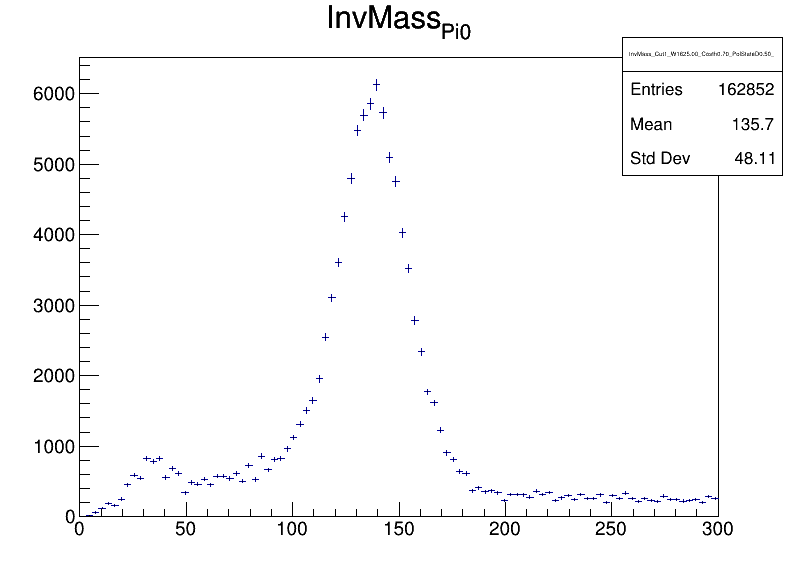 InvMass_Pi0
InvMass_Cut1_W1625.00_Costh0.70_PolStateD0.50_
Entries 162852
Mean 135.7
Std Dev 48.11
6000
5000
4000
3000
2000
1000
0
0 50 100 150 200 250 300